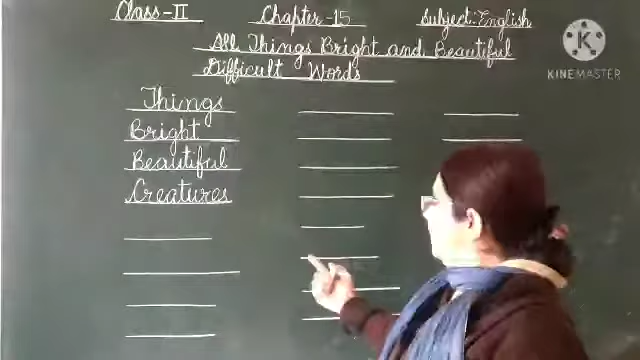 Class-II Chapter-15 Subject:English
All Things Bright and Beautiful
Difficult Words
Things
Bright
Beautiful
Creatures
K
KINEMASTER